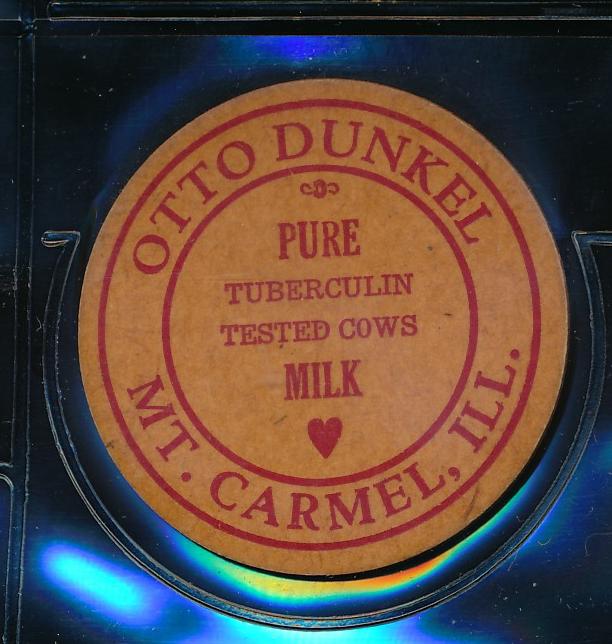 OTTO DUNKEL
PURE
TUBERCULIN
TESTED COWS
MILK
MT. CARMEL, ILL.